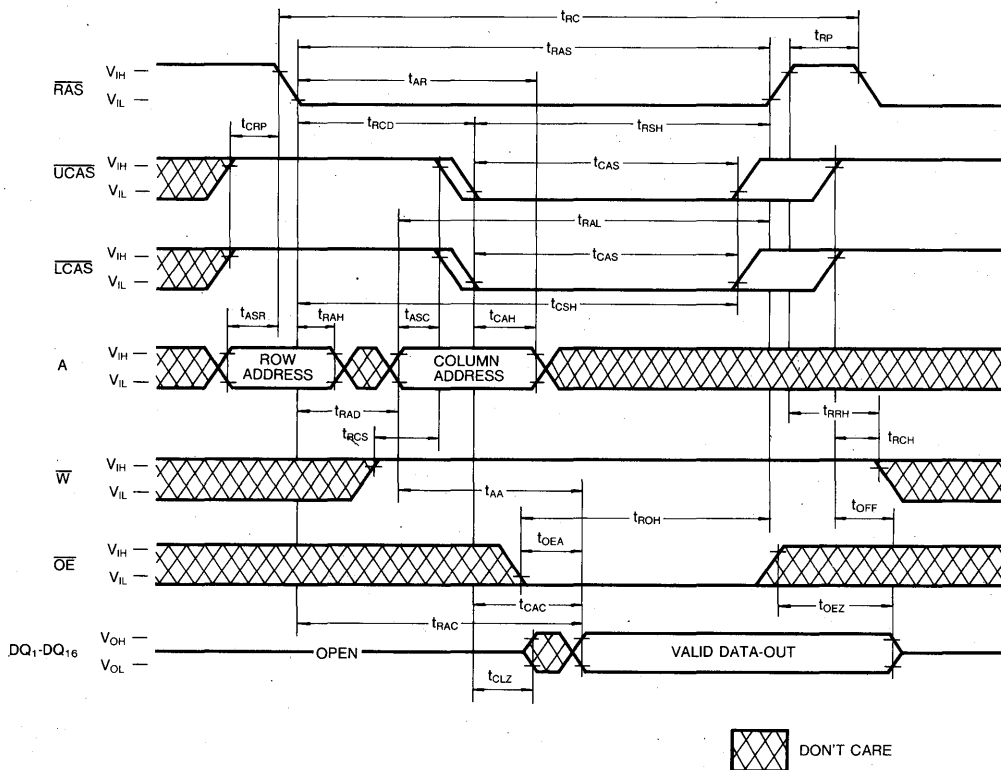 tRC
tRP
tRAS
tAR
RAS
VIH
VIL
tCRP
tRCD
tRSH
UCAS
VIH
VIL
tCAS
tRAL
LCAS
VIH
VIL
tCAS
tCSH
tASR
tRAH
tASC
tCAH
A
VIH
VIL
ROW ADDRESS
COLUMN ADDRESS
tRAD
tRRH
tRCS
tRCH
W
VIH
VIL
tAA
tOFF
tROH
tOEA
OE
VIH
VIL
tCAC
tOEZ
tRAC
DQ1-DQ16
VOH
VOL
OPEN
VALID DATA-OUT
tCLZ
DON'T CARE